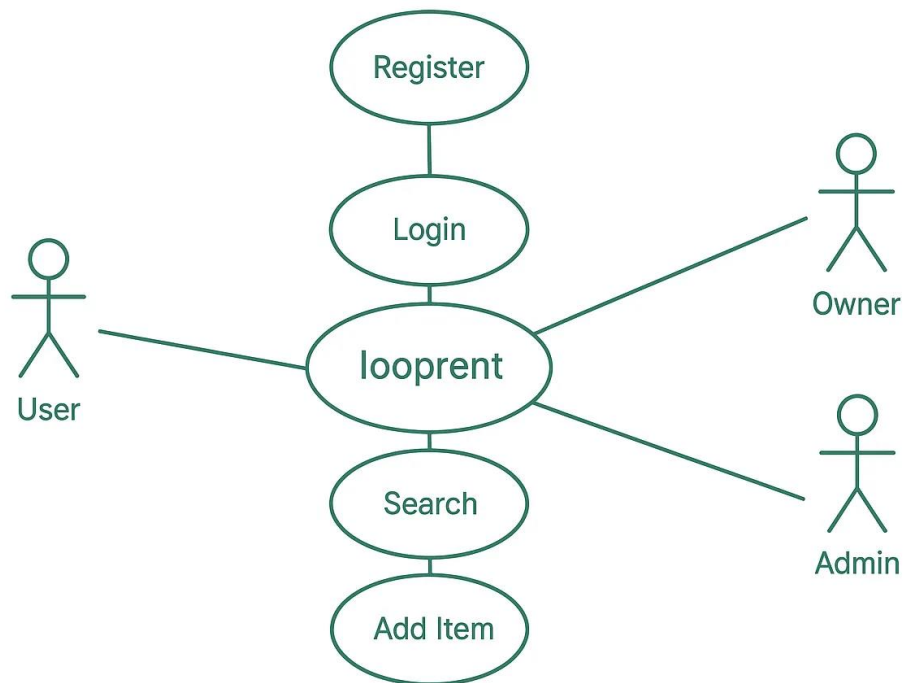 Register
Login
Owner
looprent
User
Search
Admin
Add Item